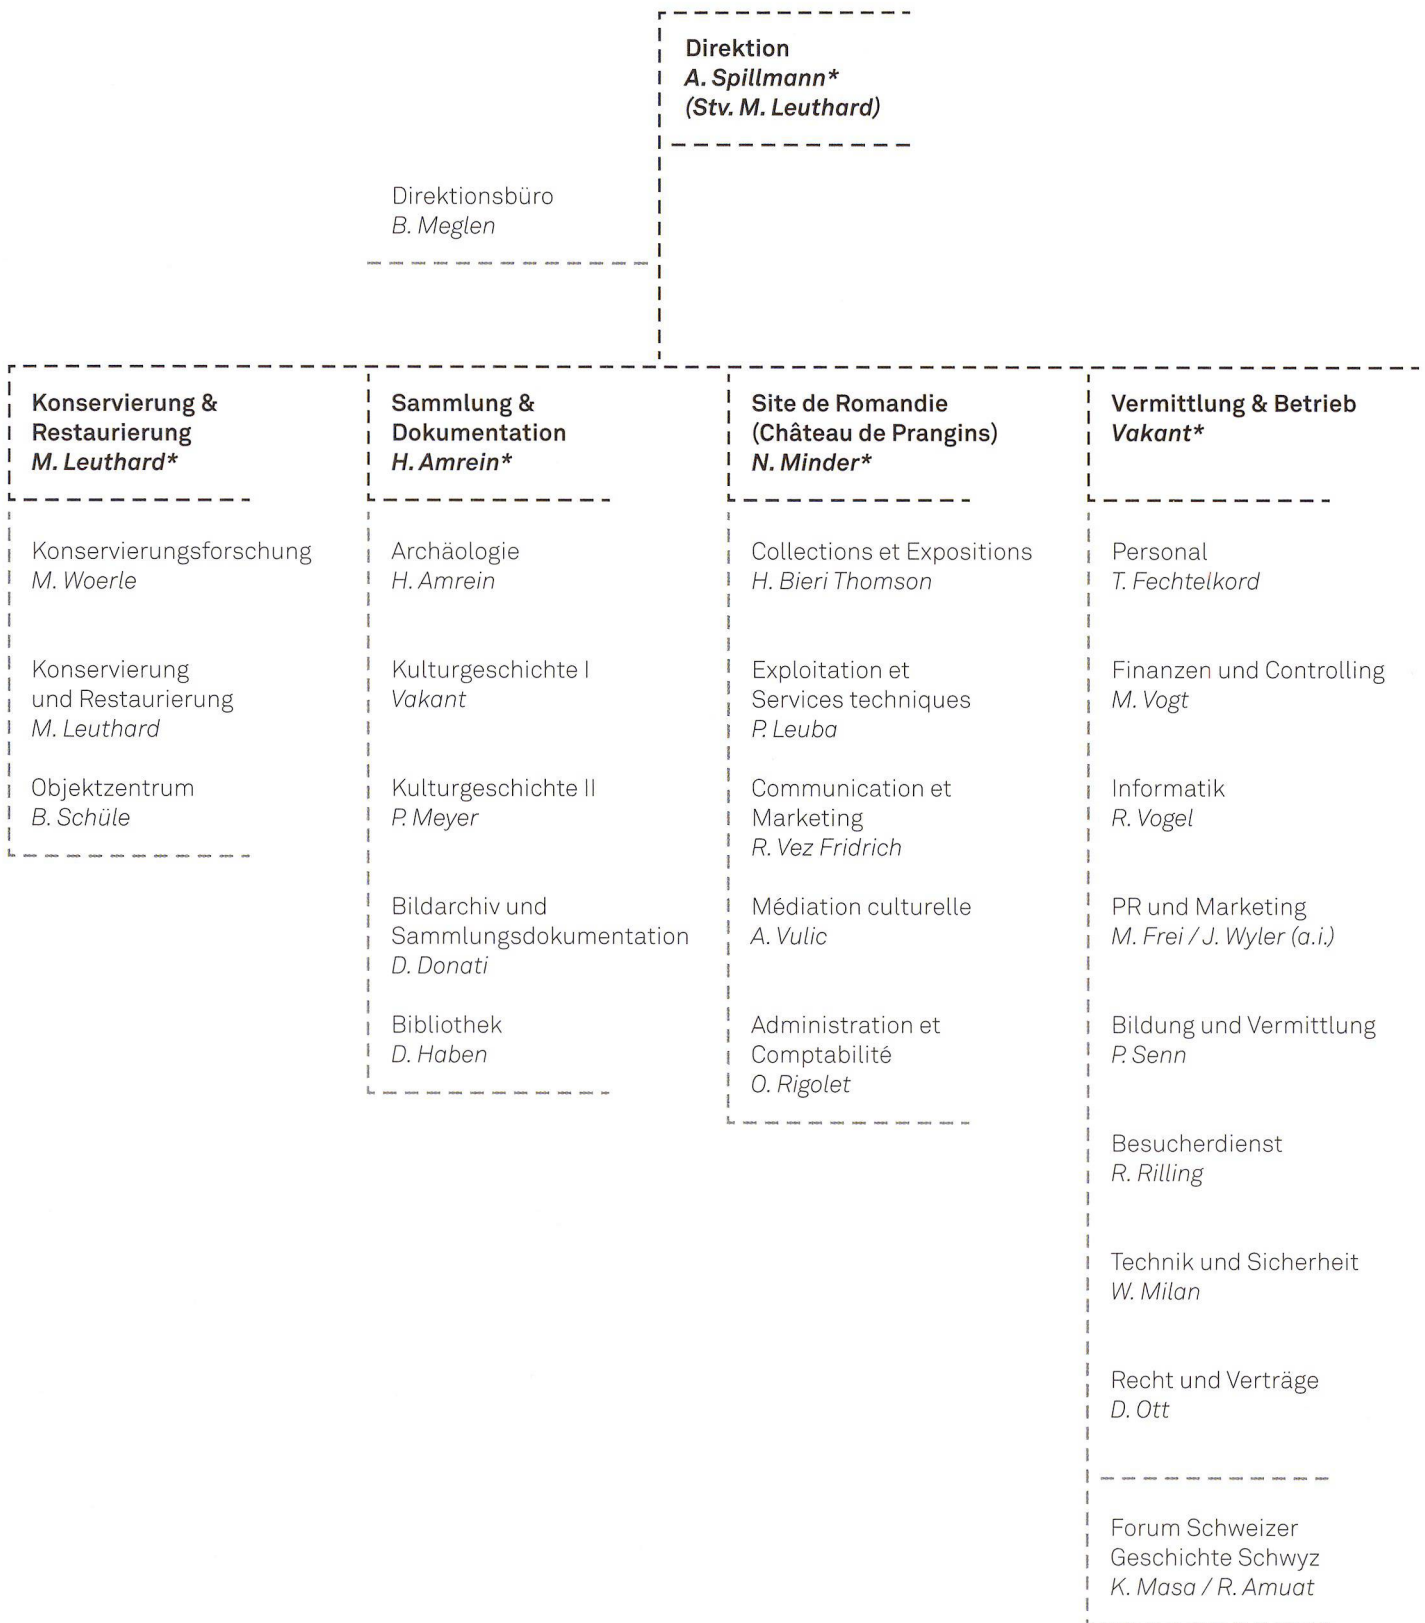 Direktion
A. Spillmann*
(Stv. M. Leuthard)
Direktionsbüro
B. Meglen
Konservierung &
Restaurierung
M. Leuthard*
Konservierungsforschung
M. Woerle
Konservierung
und Restaurierung
M. Leuthard
Objektzentrum
B. Schüle
Sammlung &
Dokumentation
H. Amrein*
Archäologie
H. Amrein
Kulturgeschichte I
Vakant
Kulturgeschichte II
P. Meyer
Bildarchiv und
Sammlungsdokumentation
D. Donati
Bibliothek
D. Haben
Site de Romandie
(Château de Prangins)
N. Minder*
Collections et Expositions
H. Bieri Thomson
Exploitation et
Services techniques
P. Leuba
Communication et
Marketing
R. Vez Fridrich
Médiation culturelle
A. Vulic
Administration et
Comptabilité
O. Rigolet
Vermittlung & Betrieb
Vakant*
Personal
T. Fechtelkord
Finanzen und Controlling
M. Vogt
Informatik
R. Vogel
PR und Marketing
M. Frei / J. Wyler (a.i.)
Bildung und Vermittlung
P. Senn
Besucherdienst
R. Rilling
Technik und Sicherheit
W. Milan
Recht und Verträge
D. Ott
Forum Schweizer
Geschichte Schwyz
K. Masa / R. Amuat